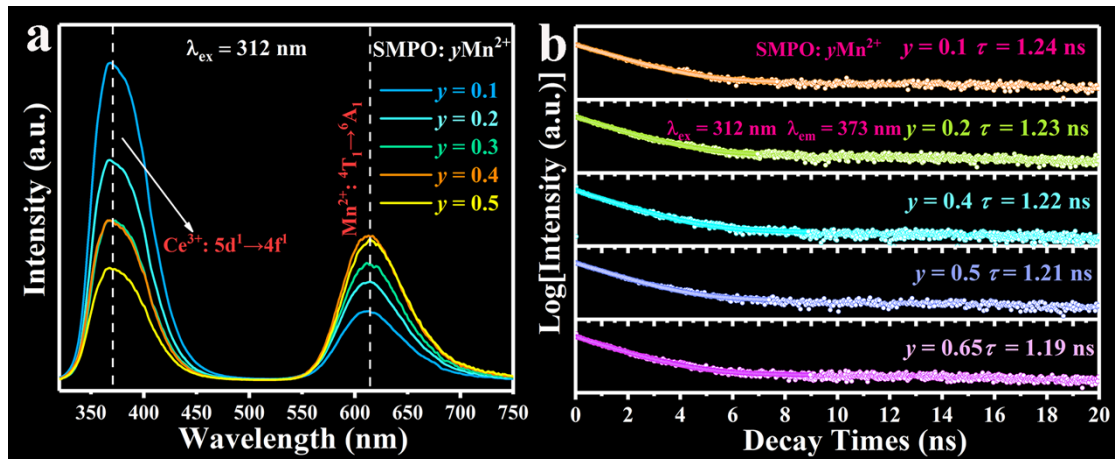 a
λex = 312 nm
SMPO: yMn²⁺
y = 0.1
y = 0.2
y = 0.3
y = 0.4
y = 0.5
Ce³⁺: 5d¹→4f¹
Mn²⁺: ⁴T₁→⁶A₁
Intensity (a.u.)
350 400 450 500 550 600 650 700 750
Wavelength (nm)
b
SMPO: yMn²⁺ y = 0.1 τ = 1.24 ns
λex = 312 nm λem = 373 nm y = 0.2 τ = 1.23 ns
y = 0.4 τ = 1.22 ns
y = 0.5 τ = 1.21 ns
y = 0.65 τ = 1.19 ns
Log[Intensity (a.u.)]
0 2 4 6 8 10 12 14 16 18 20
Decay Times (ns)